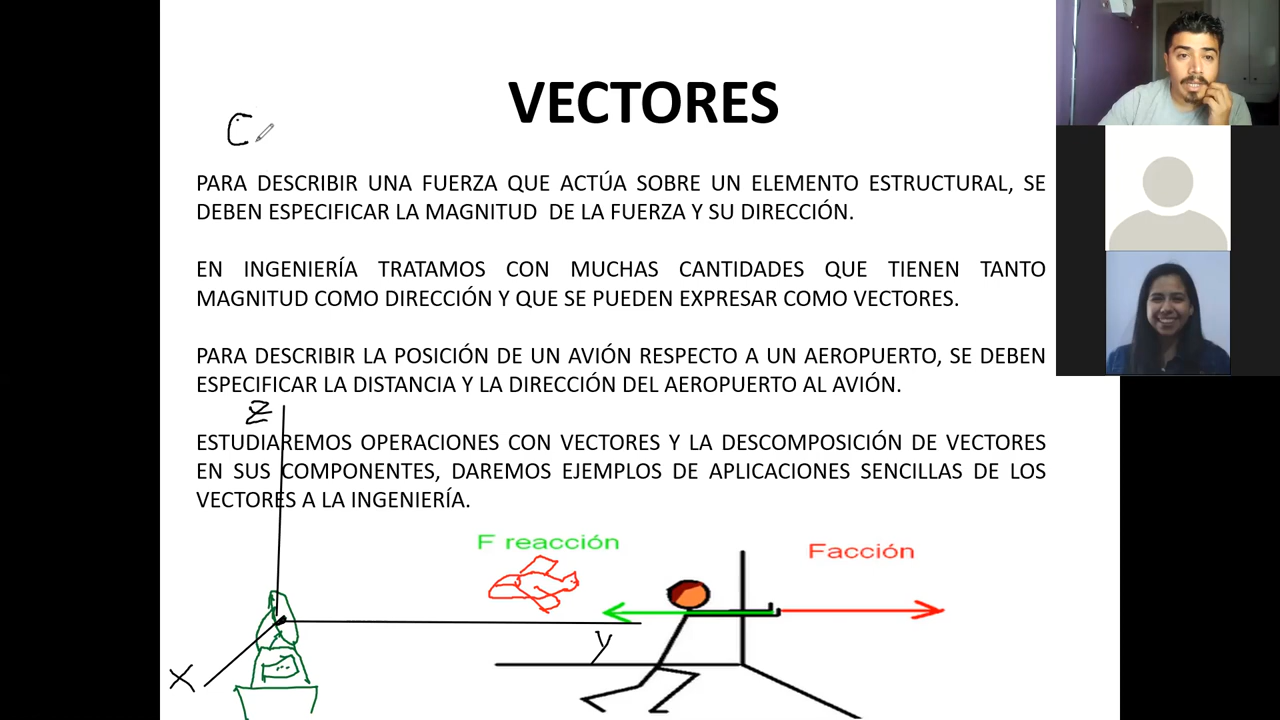 VECTORES
C
PARA DESCRIBIR UNA FUERZA QUE ACTÚA SOBRE UN ELEMENTO ESTRUCTURAL, SE
DEBEN ESPECIFICAR LA MAGNITUD DE LA FUERZA Y SU DIRECCIÓN.
EN INGENIERÍA TRATAMOS CON MUCHAS CANTIDADES QUE TIENEN TANTO
MAGNITUD COMO DIRECCIÓN Y QUE SE PUEDEN EXPRESAR COMO VECTORES.
PARA DESCRIBIR LA POSICIÓN DE UN AVIÓN RESPECTO A UN AEROPUERTO, SE DEBEN
ESPECIFICAR LA DISTANCIA Y LA DIRECCIÓN DEL AEROPUERTO AL AVIÓN.
Z
ESTUDIAREMOS OPERACIONES CON VECTORES Y LA DESCOMPOSICIÓN DE VECTORES
EN SUS COMPONENTES, DAREMOS EJEMPLOS DE APLICACIONES SENCILLAS DE LOS
VECTORES A LA INGENIERÍA.
F reacción
Facción
y
X